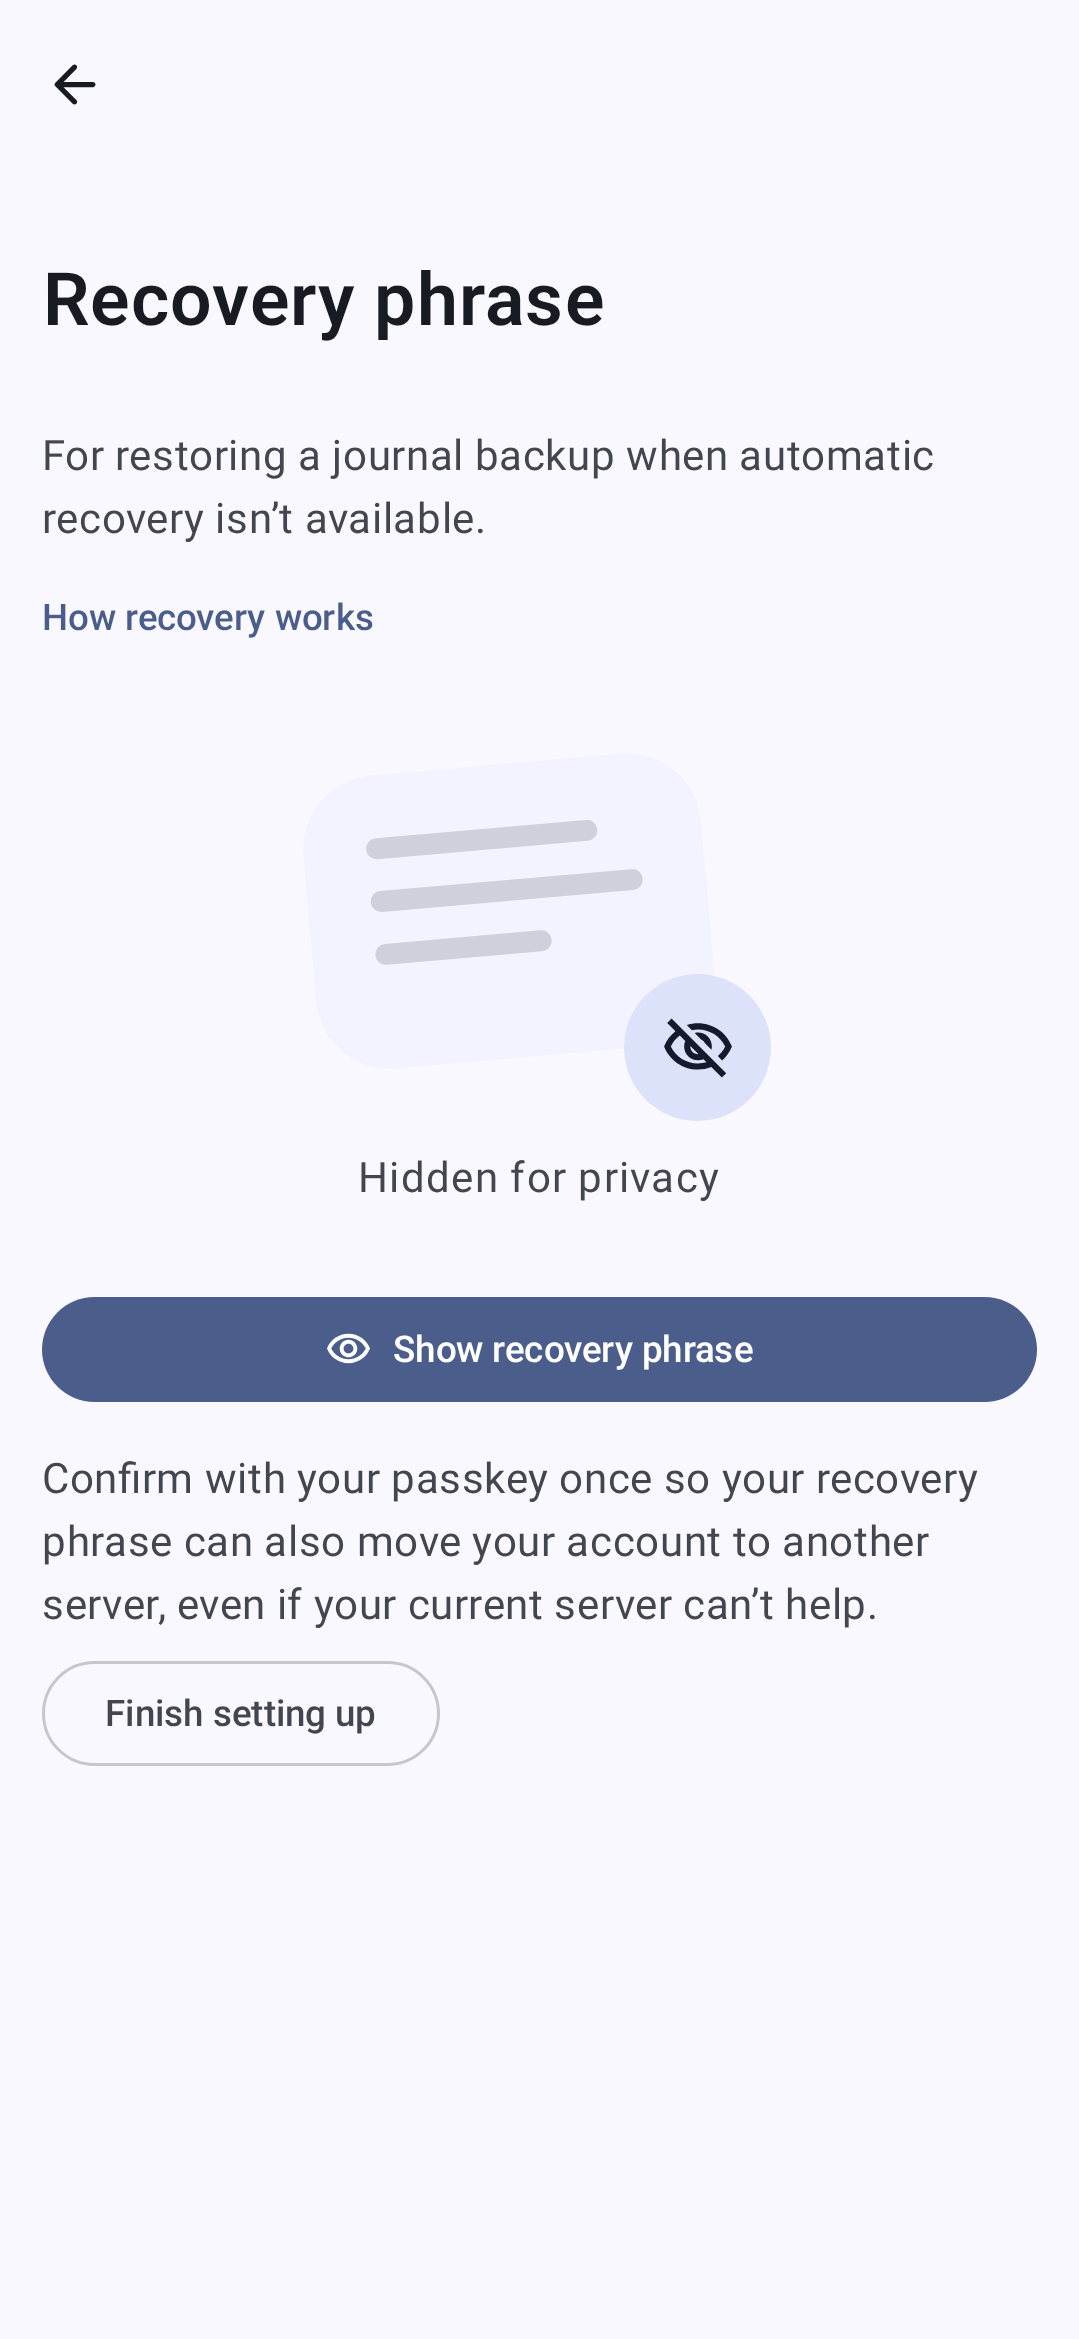 Recovery phrase
For restoring a journal backup when automatic
recovery isn’t available.
How recovery works
Hidden for privacy
Show recovery phrase
Confirm with your passkey once so your recovery
phrase can also move your account to another
server, even if your current server can’t help.
Finish setting up